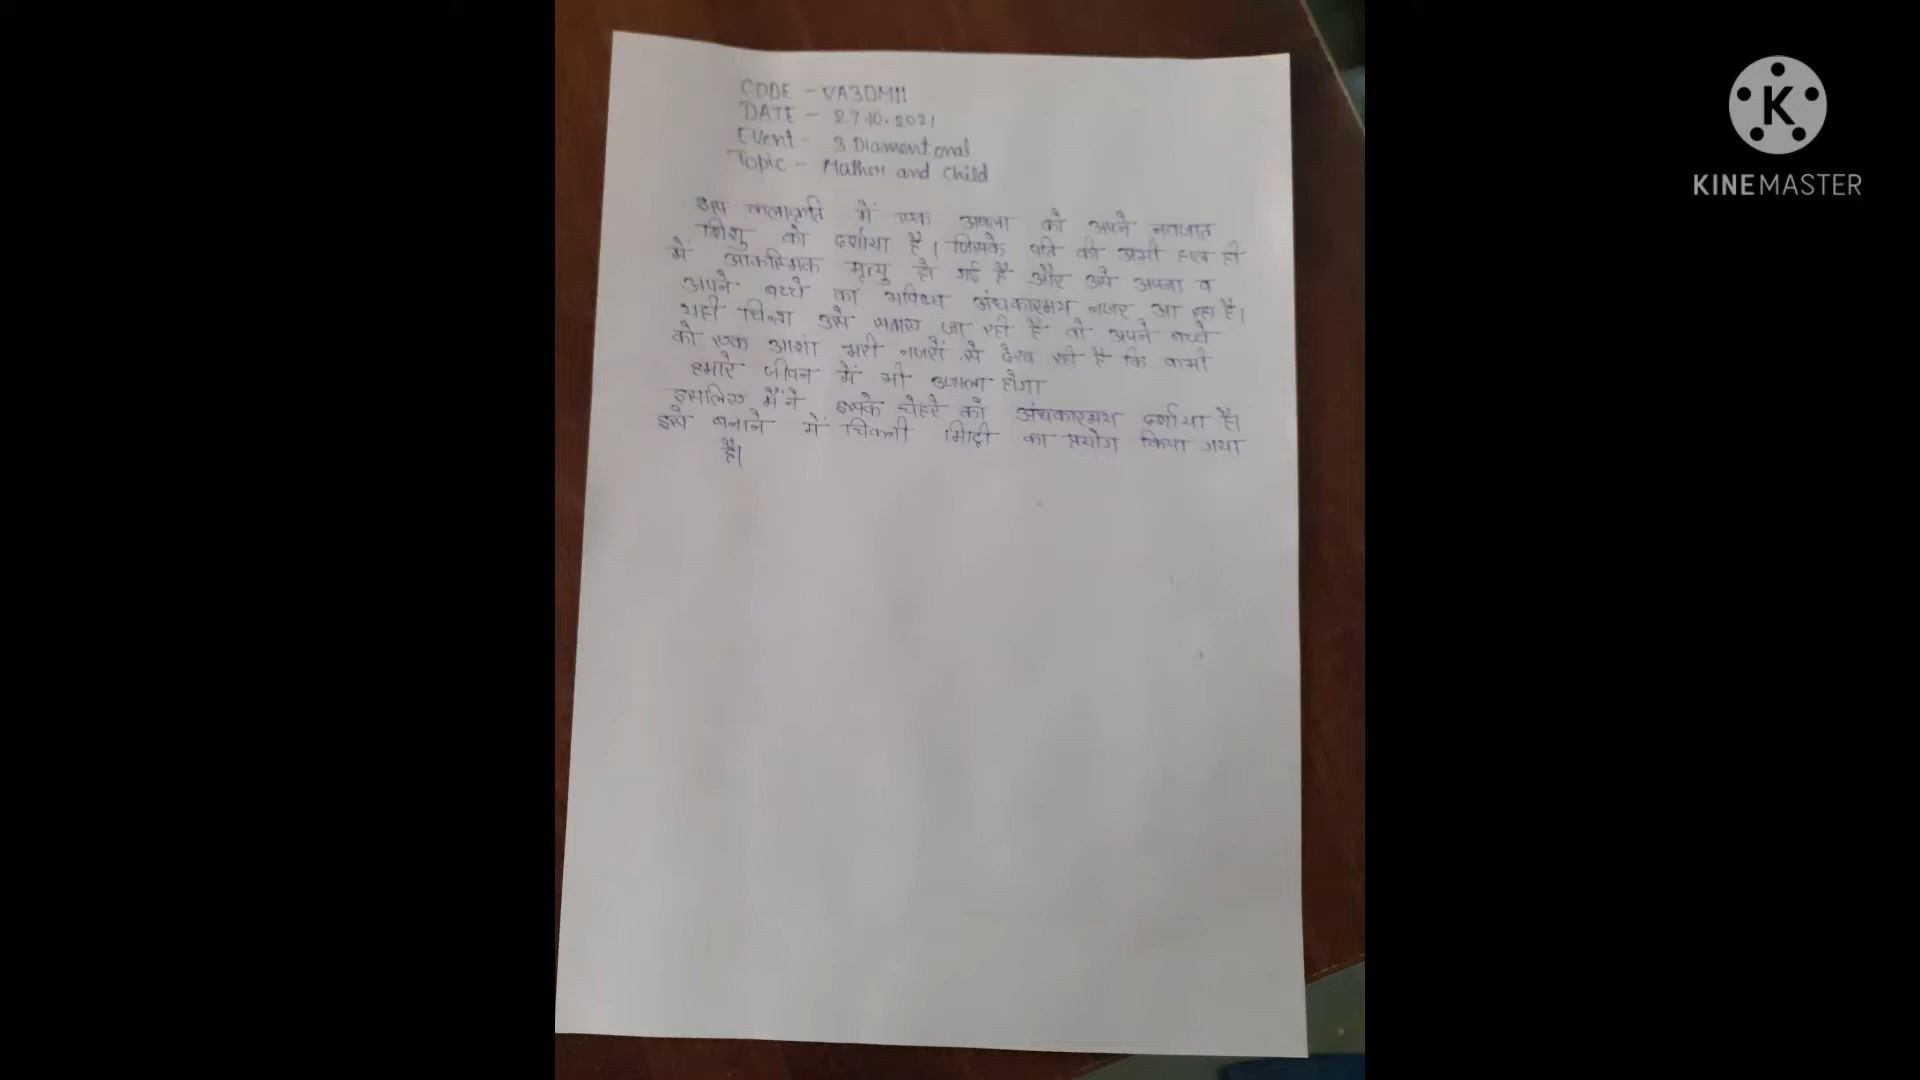 CODE - VA3DM11
DATE - 27.10.2021
Event - 3 Diamentonal
Topic - Mather and child
इस कलाकृति में एक अबला को अपने नवजात
शिशु को दर्शाया है। जिसके पति की अभी हाल ही
में आकस्मिक मृत्यु हो गई है और उसे अपना व
अपने बच्चे का भविष्य अंधकारमय नजर आ रहा है।
यही चिन्ता उसे सताए जा रही है वो अपने बच्चे
को एक आशा भरी नजरों से देख रही है कि कभी
हमारे जीवन में भी उजाला होगा
इसलिए मैंने इसके चेहरे को अंधकारमय दर्शाया है।
इसे बनाने में चिकनी मिट्टी का प्रयोग किया गया
है।
KINEMASTER